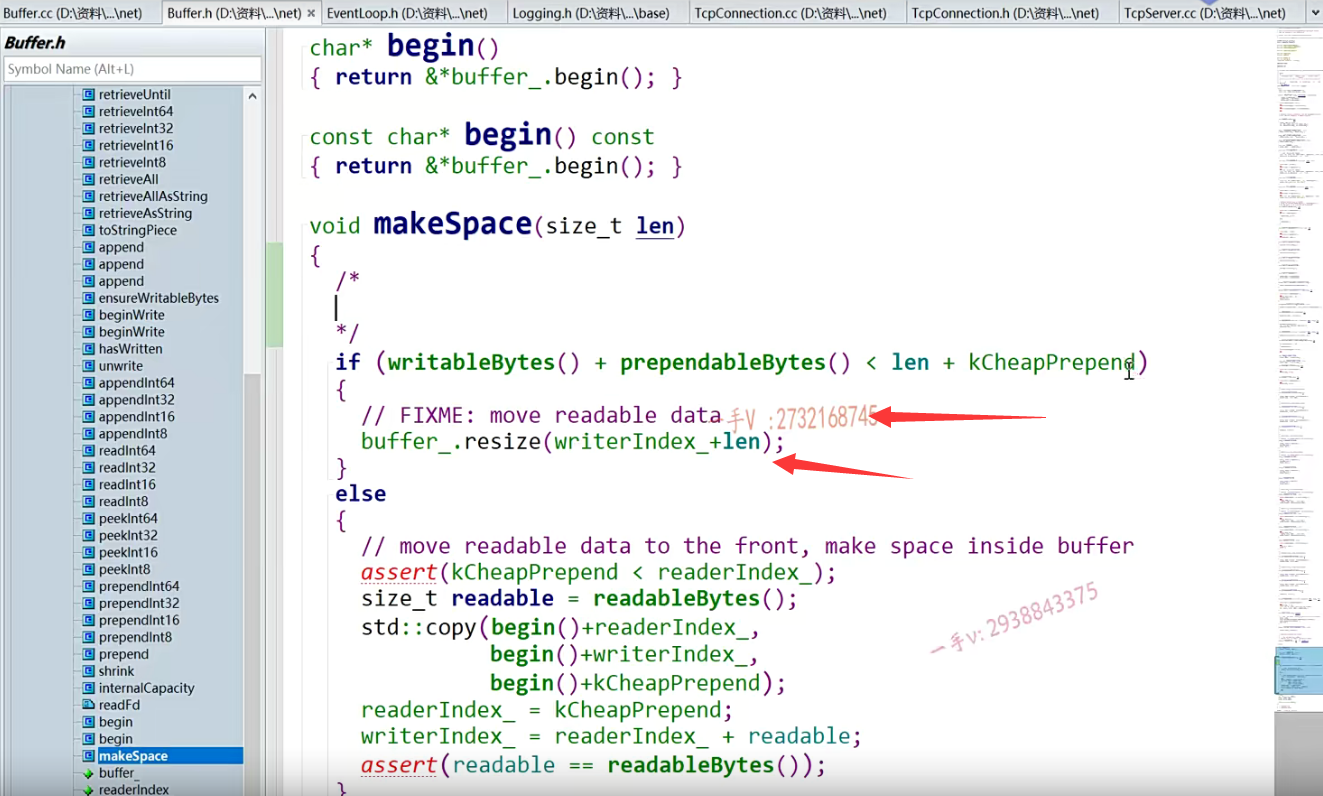 Buffer.cc (D:\资料\...\net)
Buffer.h (D:\资料\...\net)
EventLoop.h (D:\资料\...\net)
Logging.h (D:\资料\...\base)
TcpConnection.cc (D:\资料\...\net)
TcpConnection.h (D:\资料\...\net)
TcpServer.cc (D:\资料\...\net)
Buffer.h
Symbol Name (Alt+L)
retrieveUntil
retrieveInt64
retrieveInt32
retrieveInt16
retrieveInt8
retrieveAll
retrieveAllAsString
retrieveAsString
toStringPiece
append
append
append
ensureWritableBytes
beginWrite
beginWrite
hasWritten
unwrite
appendInt64
appendInt32
appendInt16
appendInt8
readInt64
readInt32
readInt16
readInt8
peekInt64
peekInt32
peekInt16
peekInt8
prependInt64
prependInt32
prependInt16
prependInt8
prepend
shrink
internalCapacity
readFd
begin
begin
makeSpace
buffer_
readerIndex_
char* begin()
{ return &*buffer_.begin(); }
const char* begin() const
{ return &*buffer_.begin(); }
void makeSpace(size_t len)
{
/*
*/
if (writableBytes() + prependableBytes() < len + kCheapPrepend)
{
// FIXME: move readable data
一手V :2732168745
buffer_.resize(writerIndex_+len);
}
else
{
// move readable data to the front, make space inside buffer
assert(kCheapPrepend < readerIndex_);
size_t readable = readableBytes();
std::copy(begin()+readerIndex_,
begin()+writerIndex_,
begin()+kCheapPrepend);
一手V: 2938843375
readerIndex_ = kCheapPrepend;
writerIndex_ = readerIndex_ + readable;
assert(readable == readableBytes());
}